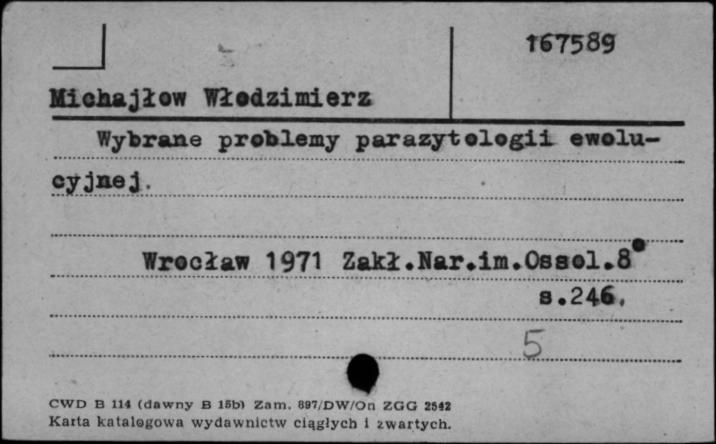 167589
Michajłow Włodzimierz
Wybrane problemy parazytologii ewolu-
cyjnej.
Wrocław 1971 Zakł.Nar.im.Ossol.8°
s.246.
5
CWD B 114 (dawny B 15b) Zam. 897/DW/On ZGG 2542
Karta katalogowa wydawnictw ciągłych i zwartych.